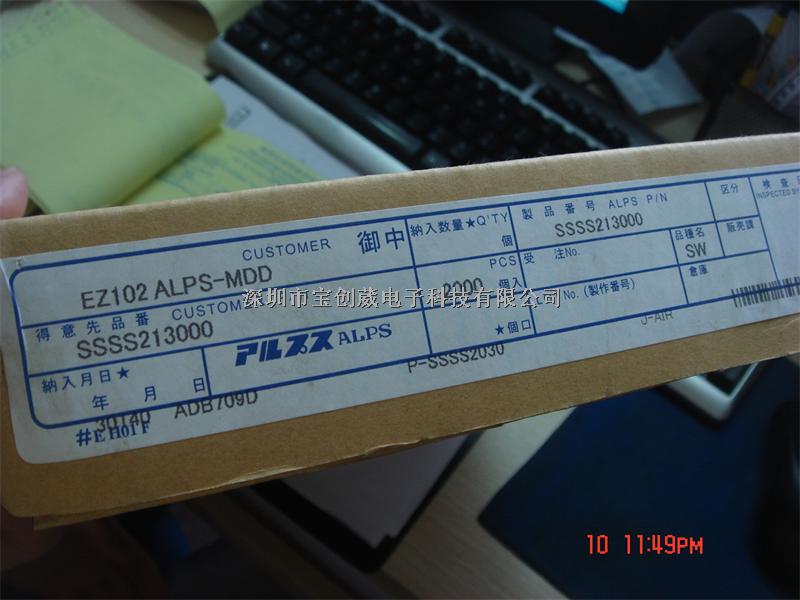 CUSTOMER 御中
EZ102 ALPS-MDD
納入数量★Q'TY
個
製品番号 ALPS P/N
SSSS213000
区分
検査
INSPECTED BY
得意先品番 CUSTOMER
SSSS213000
PCS
2000 個入
受注No.
品種名
SW
販売課
深圳市宝创葳电子科技有限公司
納入月日★
年 月 日
アルプス ALPS
★個口
No. (製作番号)
倉庫
30140 ADB709D
P-SSSS2030
J-AIR
#EH01F
10 11:49PM